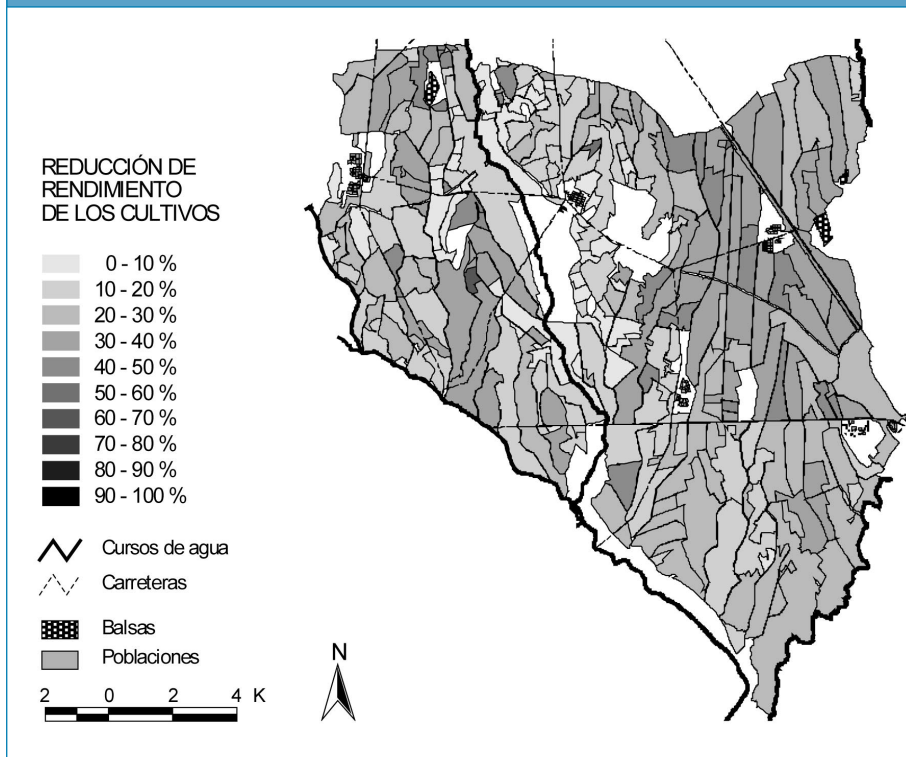 REDUCCIÓN DE
RENDIMIENTO
DE LOS CULTIVOS
0 - 10 %
10 - 20 %
20 - 30 %
30 - 40 %
40 - 50 %
50 - 60 %
60 - 70 %
70 - 80 %
80 - 90 %
90 - 100 %
Cursos de agua
Carreteras
Balsas
Poblaciones
2 0 2 4 K
N